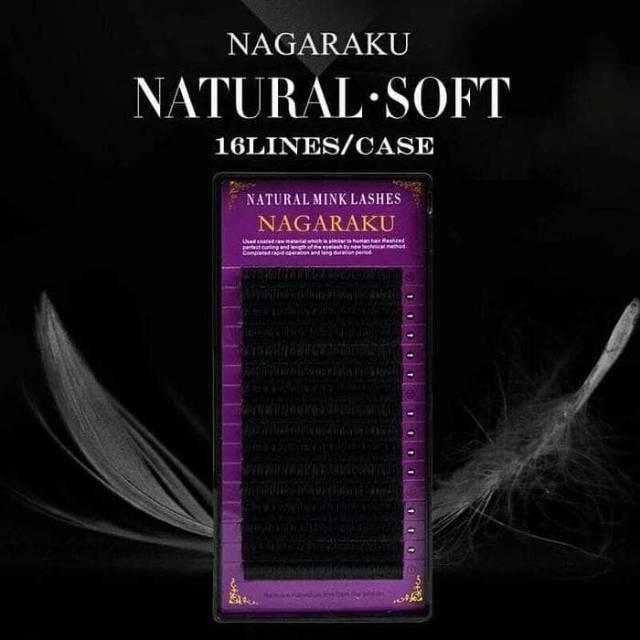 NAGARAKU
NATURAL·SOFT
16LINES/CASE
NATURAL MINK LASHES
NAGARAKU
Used coated raw material which is similar to human hair.Realized
perfect curling and length of the eyelash by new technical method.
Completed rapid operation and long duration period.